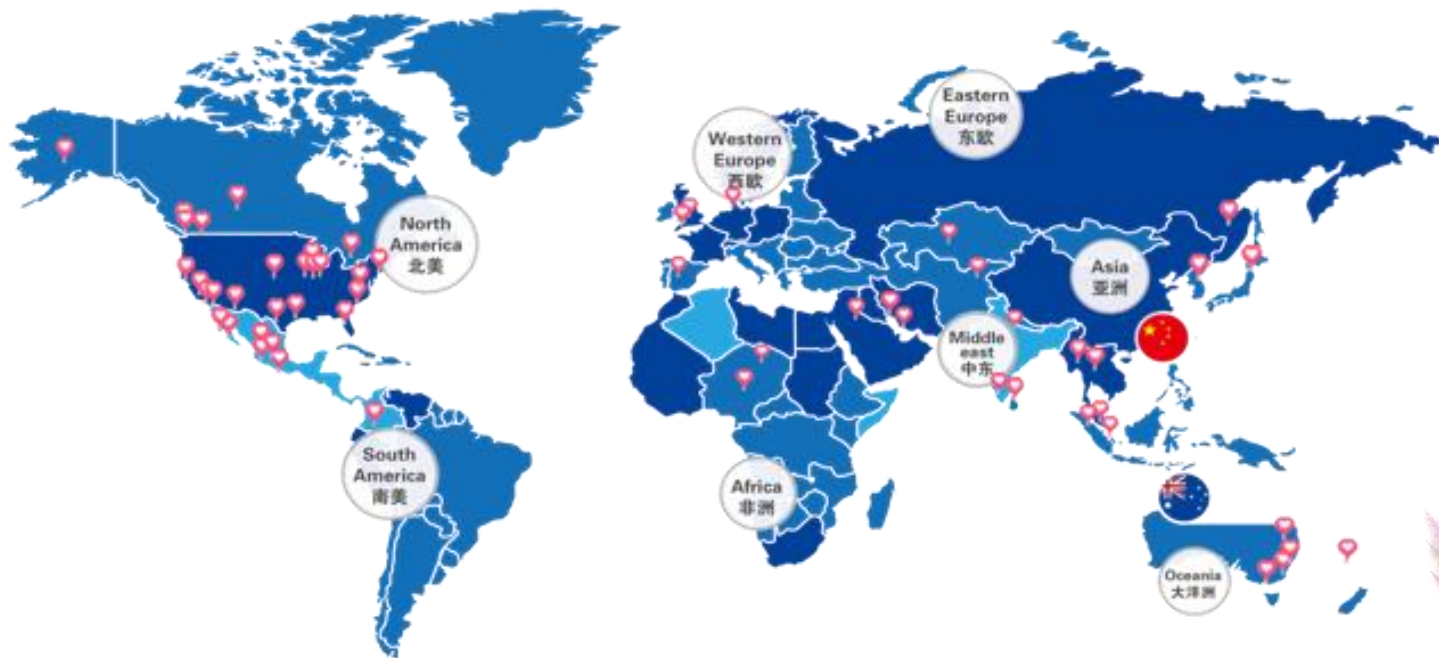 Eastern
Europe
东欧
Western
Europe
西欧
North
America
北美
Asia
亚洲
Middle
east
中东
South
America
南美
Africa
非洲
Oceania
大洋洲